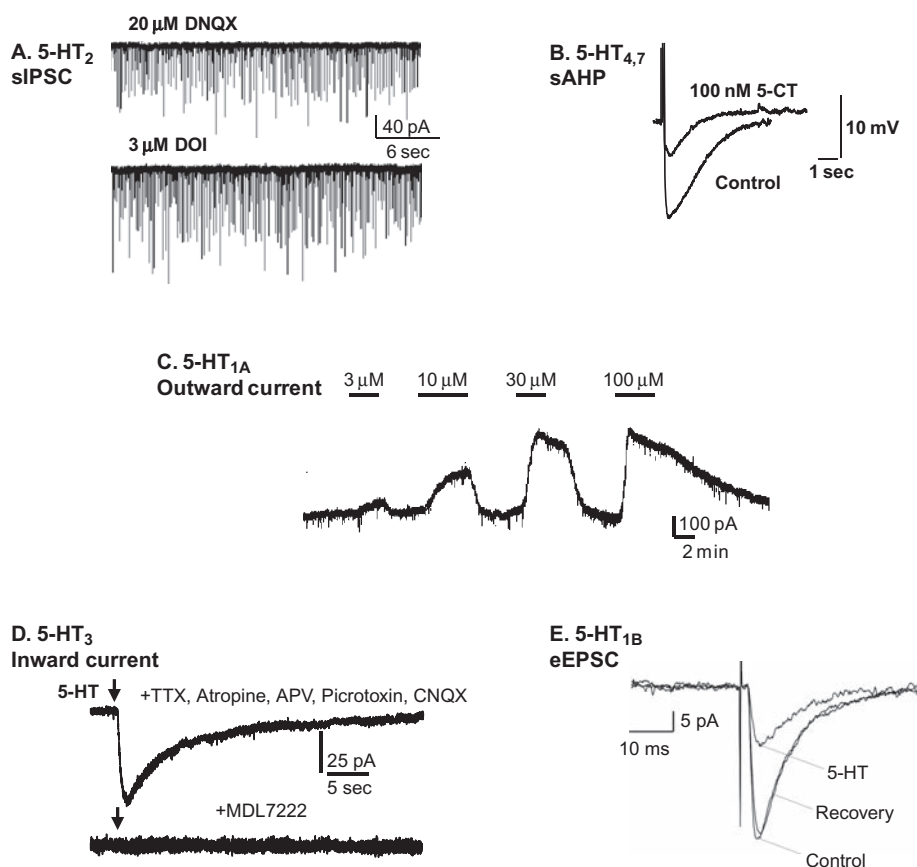 A. 5-HT2
sIPSC
20 μM DNQX
40 pA
6 sec
3 μM DOI
B. 5-HT4,7
sAHP
100 nM 5-CT
10 mV
Control
1 sec
C. 5-HT1A
Outward current
3 μM 10 μM 30 μM 100 μM
100 pA
2 min
D. 5-HT3
Inward current
5-HT
+TTX, Atropine, APV, Picrotoxin, CNQX
25 pA
5 sec
+MDL7222
E. 5-HT1B
eEPSC
5 pA
10 ms
5-HT
Recovery
Control